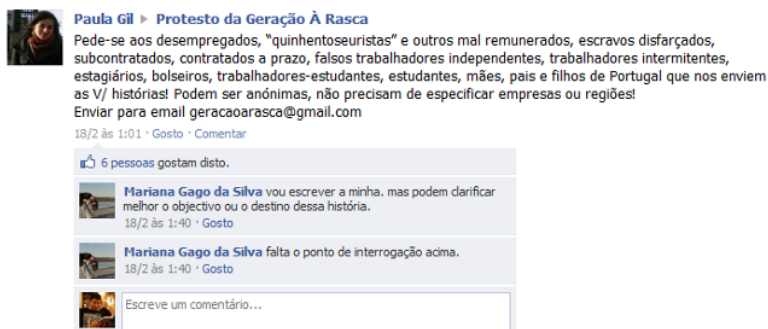 Paula Gil ▸ Protesto da Geração À Rasca
Pede-se aos desempregados, “quinhentoseuristas” e outros mal remunerados, escravos disfarçados,
subcontratados, contratados a prazo, falsos trabalhadores independentes, trabalhadores intermitentes,
estagiários, bolseiros, trabalhadores-estudantes, estudantes, mães, pais e filhos de Portugal que nos enviem
as V/ histórias! Podem ser anónimas, não precisam de especificar empresas ou regiões!
Enviar para email geracaoarasca@gmail.com
18/2 às 1:01 · Gosto · Comentar
6 pessoas gostam disto.
Mariana Gago da Silva vou escrever a minha. mas podem clarificar
melhor o objectivo ou o destino dessa história.
18/2 às 1:40 · Gosto
Mariana Gago da Silva falta o ponto de interrogação acima.
18/2 às 1:40 · Gosto
Escreve um comentário...